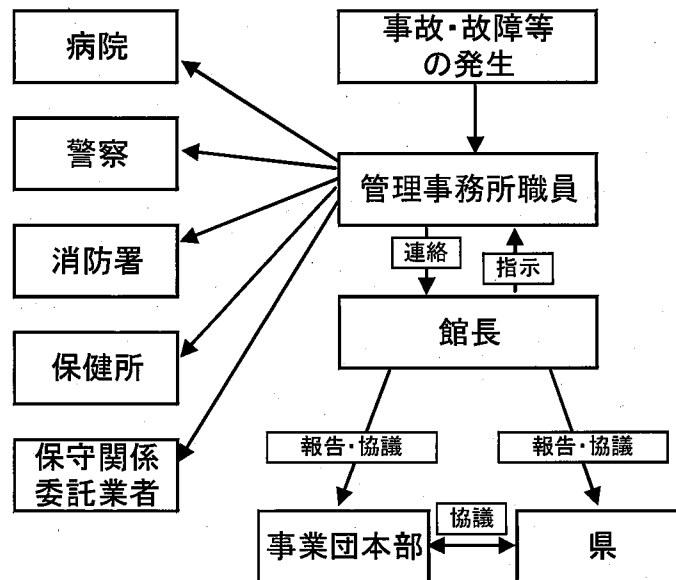 病院
事故・故障等
の発生
警察
管理事務所職員
消防署
連絡
指示
館長
保健所
保守関係
委託業者
報告・協議
報告・協議
事業団本部
協議
県